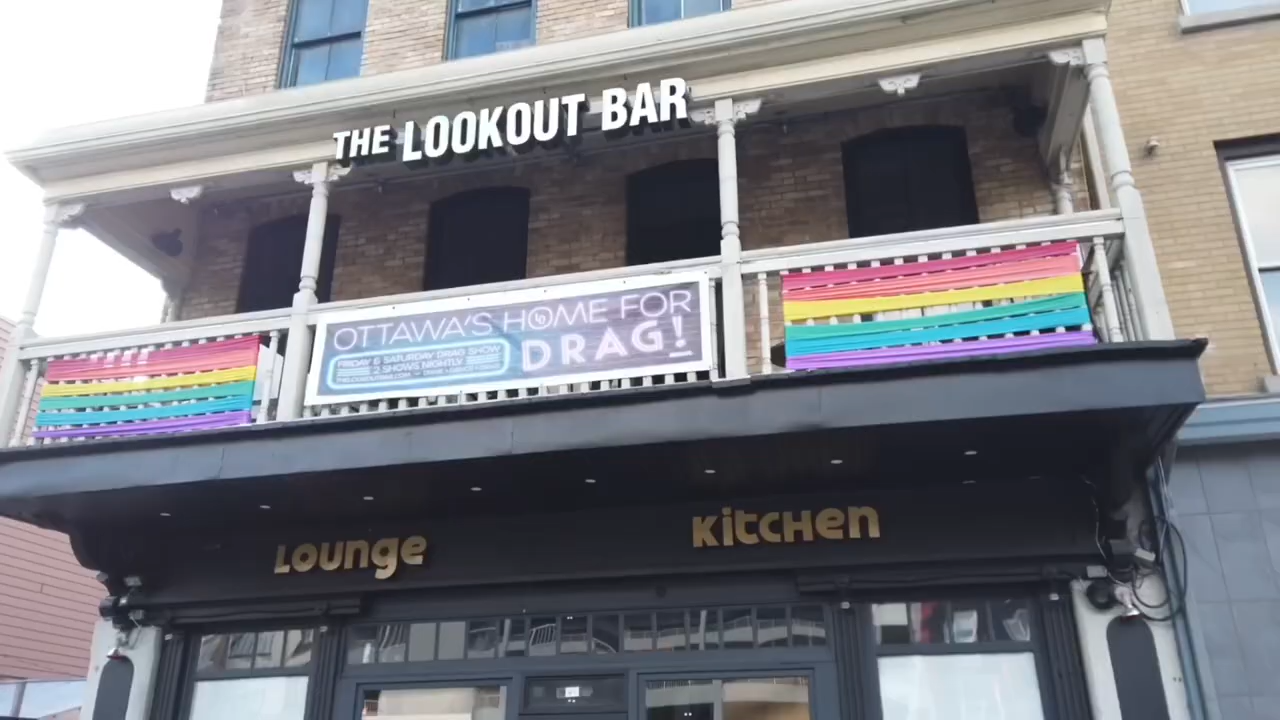 THE LOOKOUT BAR
OTTAWA'S HOME FOR
DRAG!
FRIDAY & SATURDAY DRAG SHOW
2 SHOWS NIGHTLY
Lounge
Kitchen